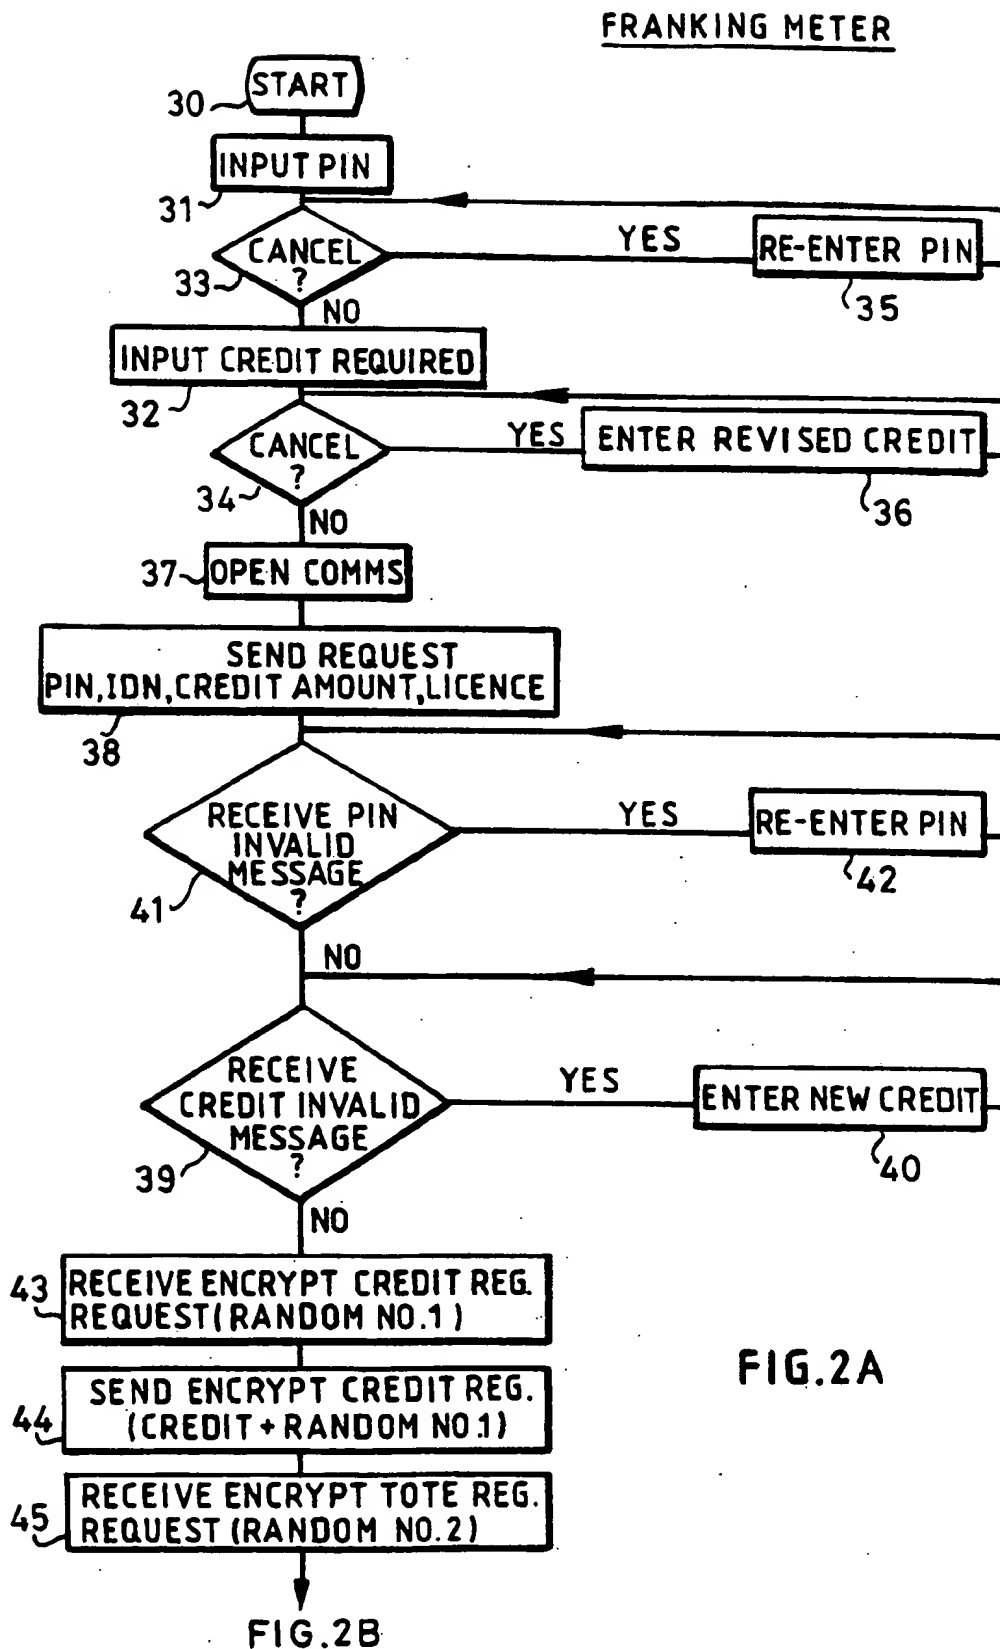 FRANKING METER
START
30
INPUT PIN
31
CANCEL
?
33
YES
RE-ENTER PIN
35
NO
INPUT CREDIT REQUIRED
32
CANCEL
?
34
YES
ENTER REVISED CREDIT
36
NO
37
OPEN COMMS
SEND REQUEST
PIN,IDN,CREDIT AMOUNT,LICENCE
38
RECEIVE PIN
INVALID
MESSAGE
?
41
YES
RE-ENTER PIN
42
NO
RECEIVE
CREDIT INVALID
MESSAGE
?
39
YES
ENTER NEW CREDIT
40
NO
43
RECEIVE ENCRYPT CREDIT REG.
REQUEST(RANDOM NO.1)
44
SEND ENCRYPT CREDIT REG.
(CREDIT + RANDOM NO.1)
45
RECEIVE ENCRYPT TOTE REG.
REQUEST (RANDOM NO.2)
FIG.2A
FIG.2B